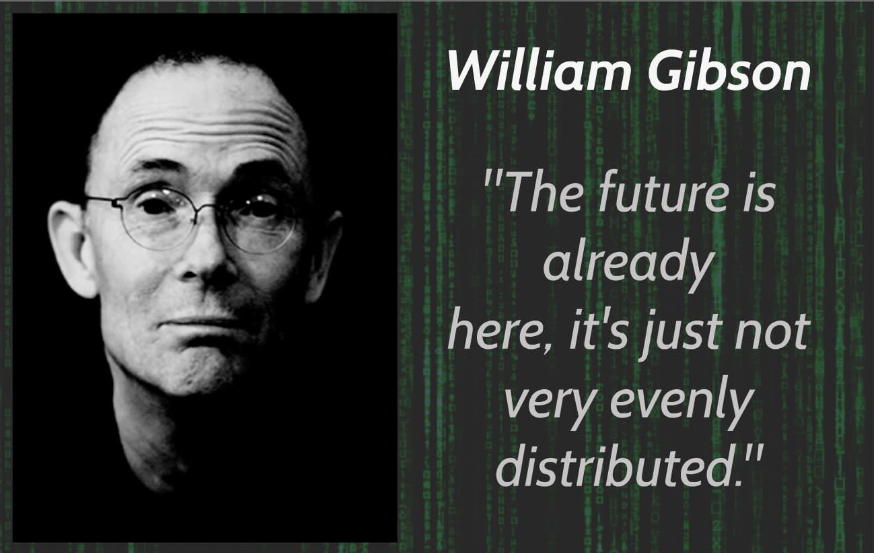 William Gibson
"The future is
already
here, it's just not
very evenly
distributed."